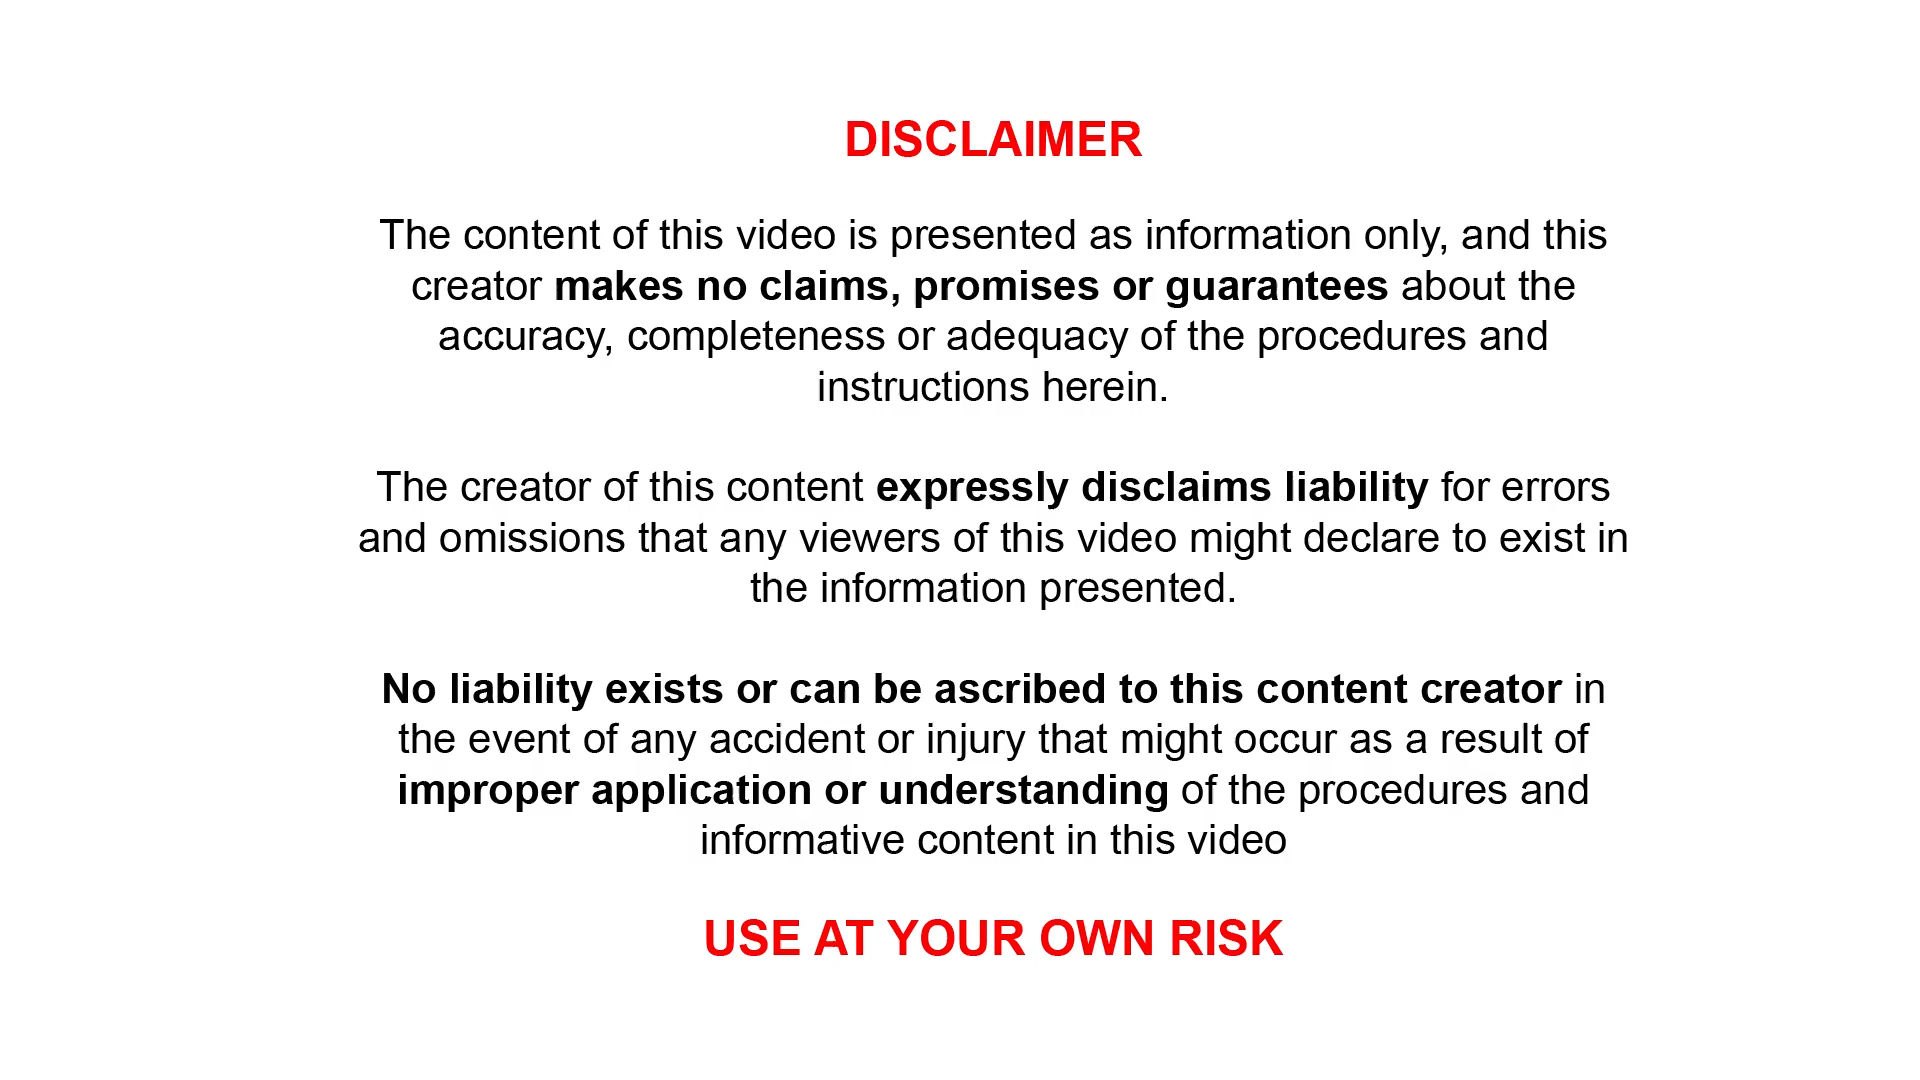 DISCLAIMER
The content of this video is presented as information only, and this
creator makes no claims, promises or guarantees about the
accuracy, completeness or adequacy of the procedures and
instructions herein.
The creator of this content expressly disclaims liability for errors
and omissions that any viewers of this video might declare to exist in
the information presented.
No liability exists or can be ascribed to this content creator in
the event of any accident or injury that might occur as a result of
improper application or understanding of the procedures and
informative content in this video
USE AT YOUR OWN RISK